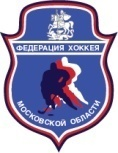 ФЕДЕРАЦИЯ ХОККЕЯ
МОСКОВСКОЙ ОБЛАСТИ